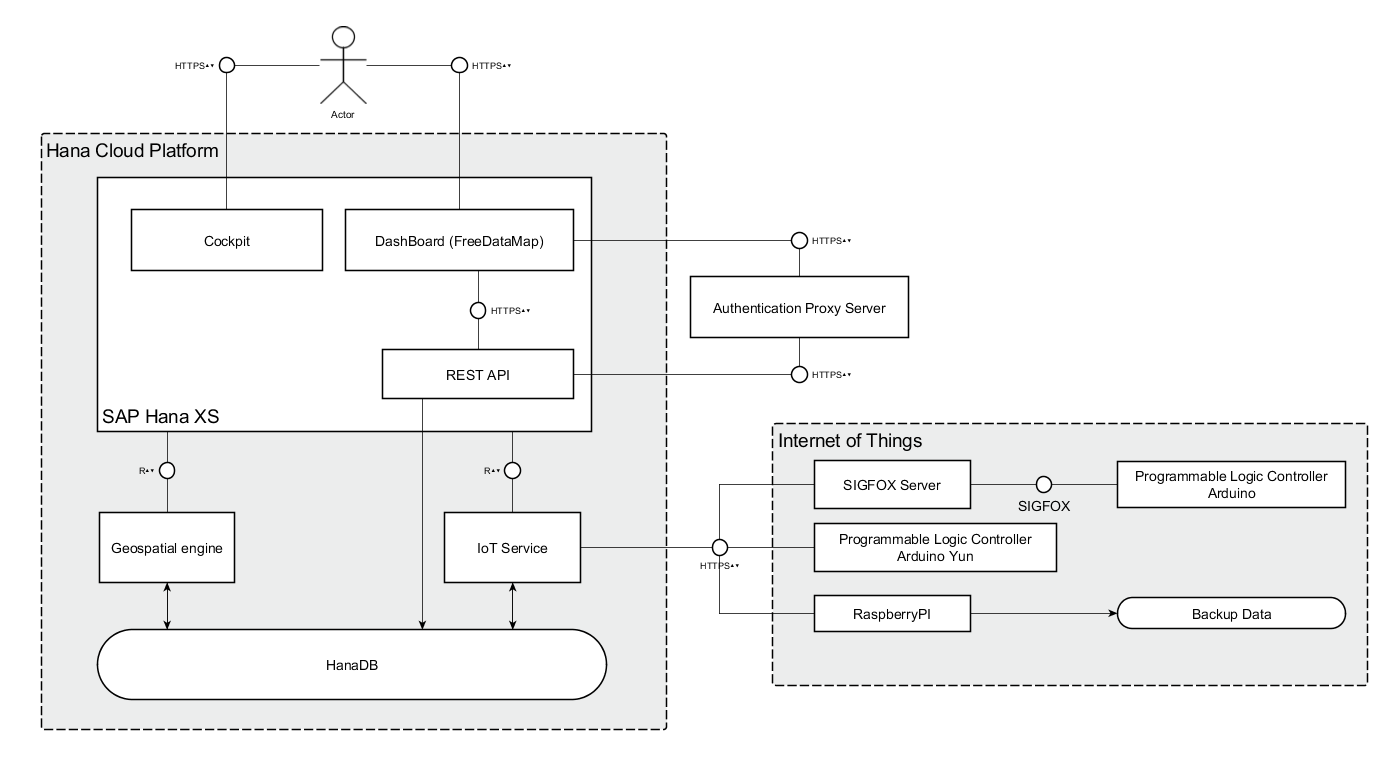 HTTPS▲▼
HTTPS▲▼
Actor
Hana Cloud Platform
Cockpit
DashBoard (FreeDataMap)
HTTPS▲▼
HTTPS▲▼
Authentication Proxy Server
REST API
HTTPS▲▼
SAP Hana XS
R▲▼
R▲▼
Geospatial engine
IoT Service
HTTPS▲▼
HanaDB
Internet of Things
SIGFOX Server
SIGFOX
Programmable Logic Controller
Arduino
Programmable Logic Controller
Arduino Yun
RaspberryPI
Backup Data